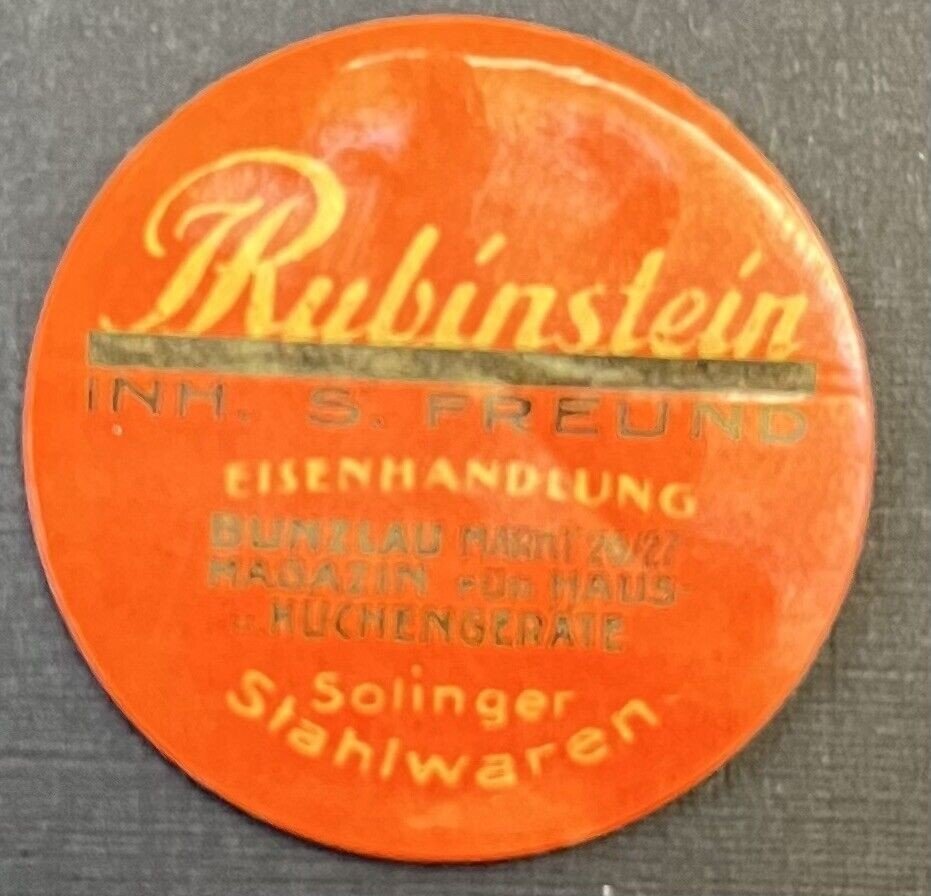 Rubinstein
INH. S. FREUND
EISENHANDLUNG
BUNZLAU MARKT 26/27
MAGAZIN FÜR HAUS-
U. KÜCHENGERÄTE
Solinger
Stahlwaren